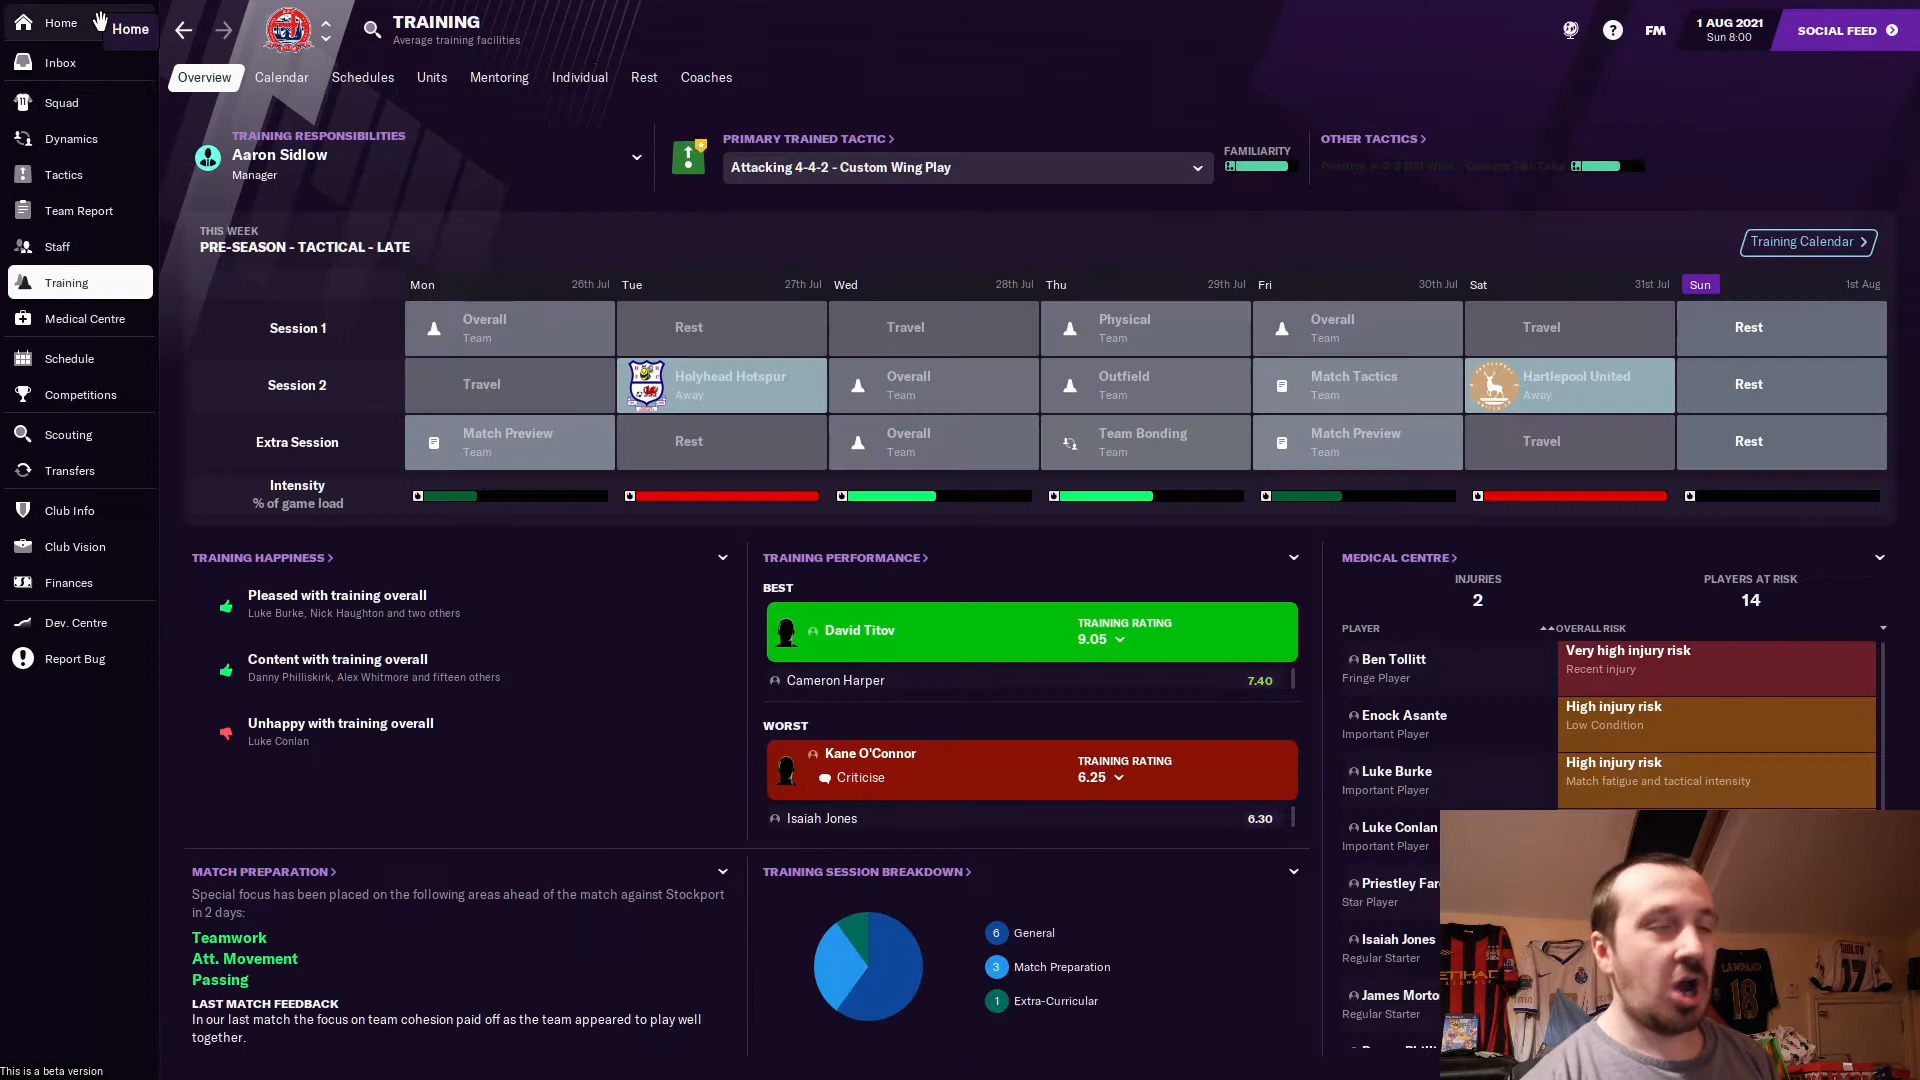 Home
Home
Inbox
Squad
Dynamics
Tactics
Team Report
Staff
Training
Medical Centre
Schedule
Competitions
Scouting
Transfers
Club Info
Club Vision
Finances
Dev. Centre
Report Bug
This is a beta version
TRAINING
Average training facilities
FM
1 AUG 2021
Sun 8:00
SOCIAL FEED
Overview
Calendar
Schedules
Units
Mentoring
Individual
Rest
Coaches
TRAINING RESPONSIBILITIES
Aaron Sidlow
Manager
PRIMARY TRAINED TACTIC
Attacking 4-4-2 - Custom Wing Play
FAMILIARITY
OTHER TACTICS
THIS WEEK
PRE-SEASON - TACTICAL - LATE
Training Calendar
Mon 26th Jul
Tue 27th Jul
Wed 28th Jul
Thu 29th Jul
Fri 30th Jul
Sat 31st Jul
Sun 1st Aug
Session 1
Overall
Team
Rest
Travel
Physical
Team
Overall
Team
Travel
Rest
Session 2
Travel
Holyhead Hotspur
Away
Overall
Team
Outfield
Team
Match Tactics
Team
Hartlepool United
Away
Rest
Extra Session
Match Preview
Team
Rest
Overall
Team
Team Bonding
Team
Match Preview
Team
Travel
Rest
Intensity
% of game load
TRAINING HAPPINESS
Pleased with training overall
Luke Burke, Nick Haughton and two others
Content with training overall
Danny Philliskirk, Alex Whitmore and fifteen others
Unhappy with training overall
Luke Conlan
TRAINING PERFORMANCE
BEST
David Titov
TRAINING RATING
9.05
Cameron Harper 7.40
WORST
Kane O'Connor
Criticise
TRAINING RATING
6.25
Isaiah Jones 6.30
MEDICAL CENTRE
INJURIES
2
PLAYERS AT RISK
14
PLAYER
OVERALL RISK
Ben Tollitt
Fringe Player
Very high injury risk
Recent injury
Enock Asante
Important Player
High injury risk
Low Condition
Luke Burke
Important Player
High injury risk
Match fatigue and tactical intensity
Luke Conlan
Important Player
Priestley Far
Star Player
Isaiah Jones
Regular Starter
James Morto
Regular Starter
MATCH PREPARATION
Special focus has been placed on the following areas ahead of the match against Stockport
in 2 days:
Teamwork
Att. Movement
Passing
LAST MATCH FEEDBACK
In our last match the focus on team cohesion paid off as the team appeared to play well
together.
TRAINING SESSION BREAKDOWN
6 General
3 Match Preparation
1 Extra-Curricular
LAMPARD
18
SIDLOW
17